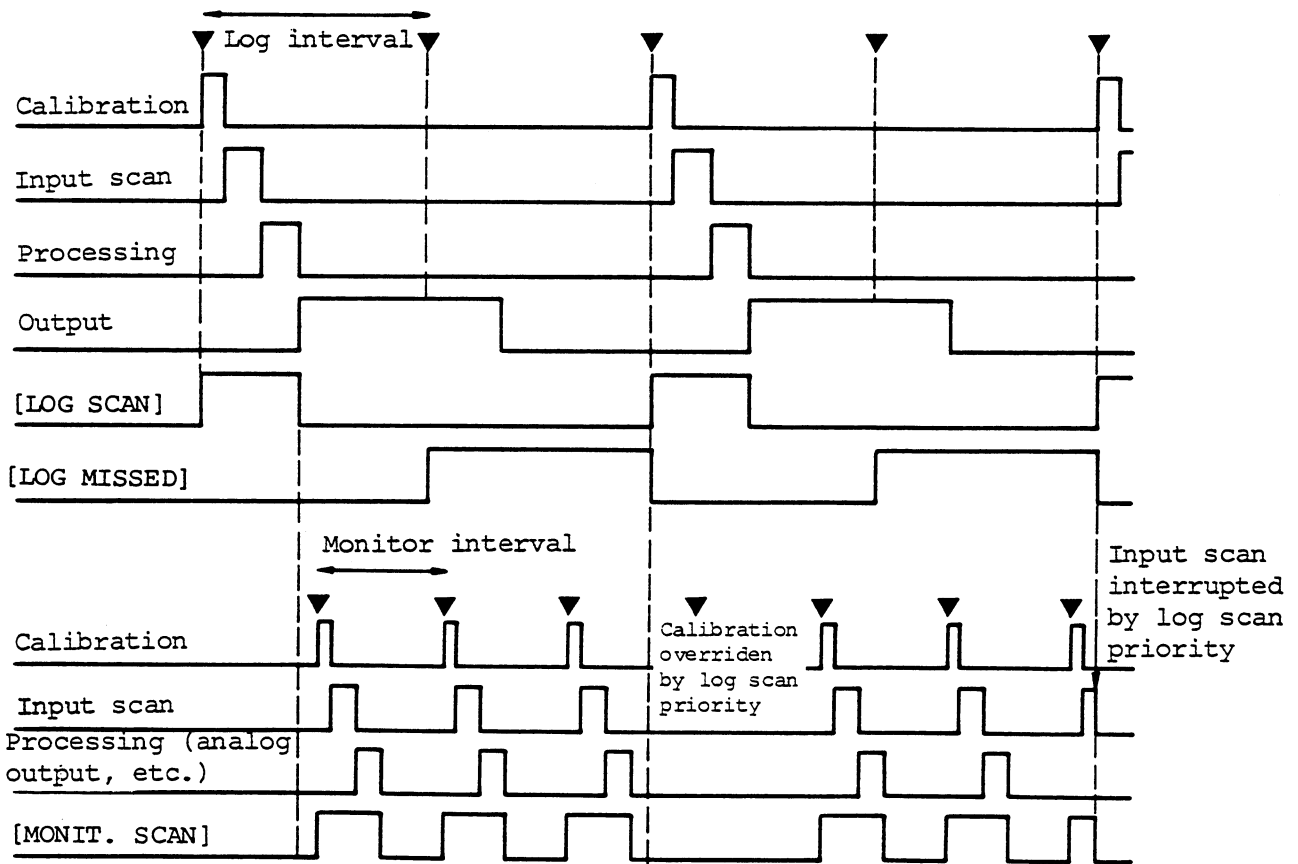 Log interval
Calibration
Input scan
Processing
Output
[LOG SCAN]
[LOG MISSED]
Monitor interval
Input scan
interrupted
by log scan
priority
Calibration
Calibration
overriden
by log scan
priority
Input scan
Processing (analog
output, etc.)
[MONIT. SCAN]